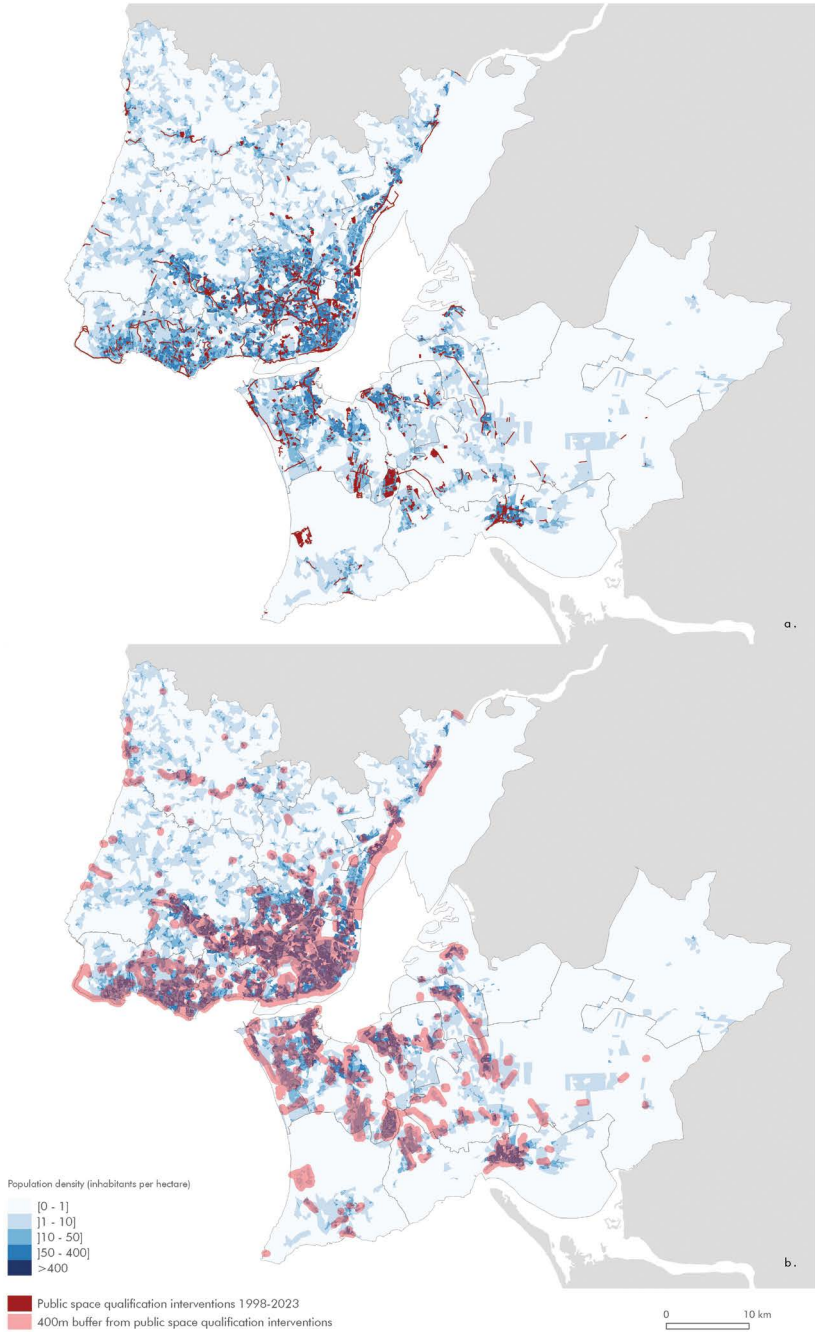 a.
b.
Population density (inhabitants per hectare)
[0 - 1]
]1 - 10]
]10 - 50]
]50 - 400]
>400
Public space qualification interventions 1998-2023
400m buffer from public space qualification interventions
0 10 km